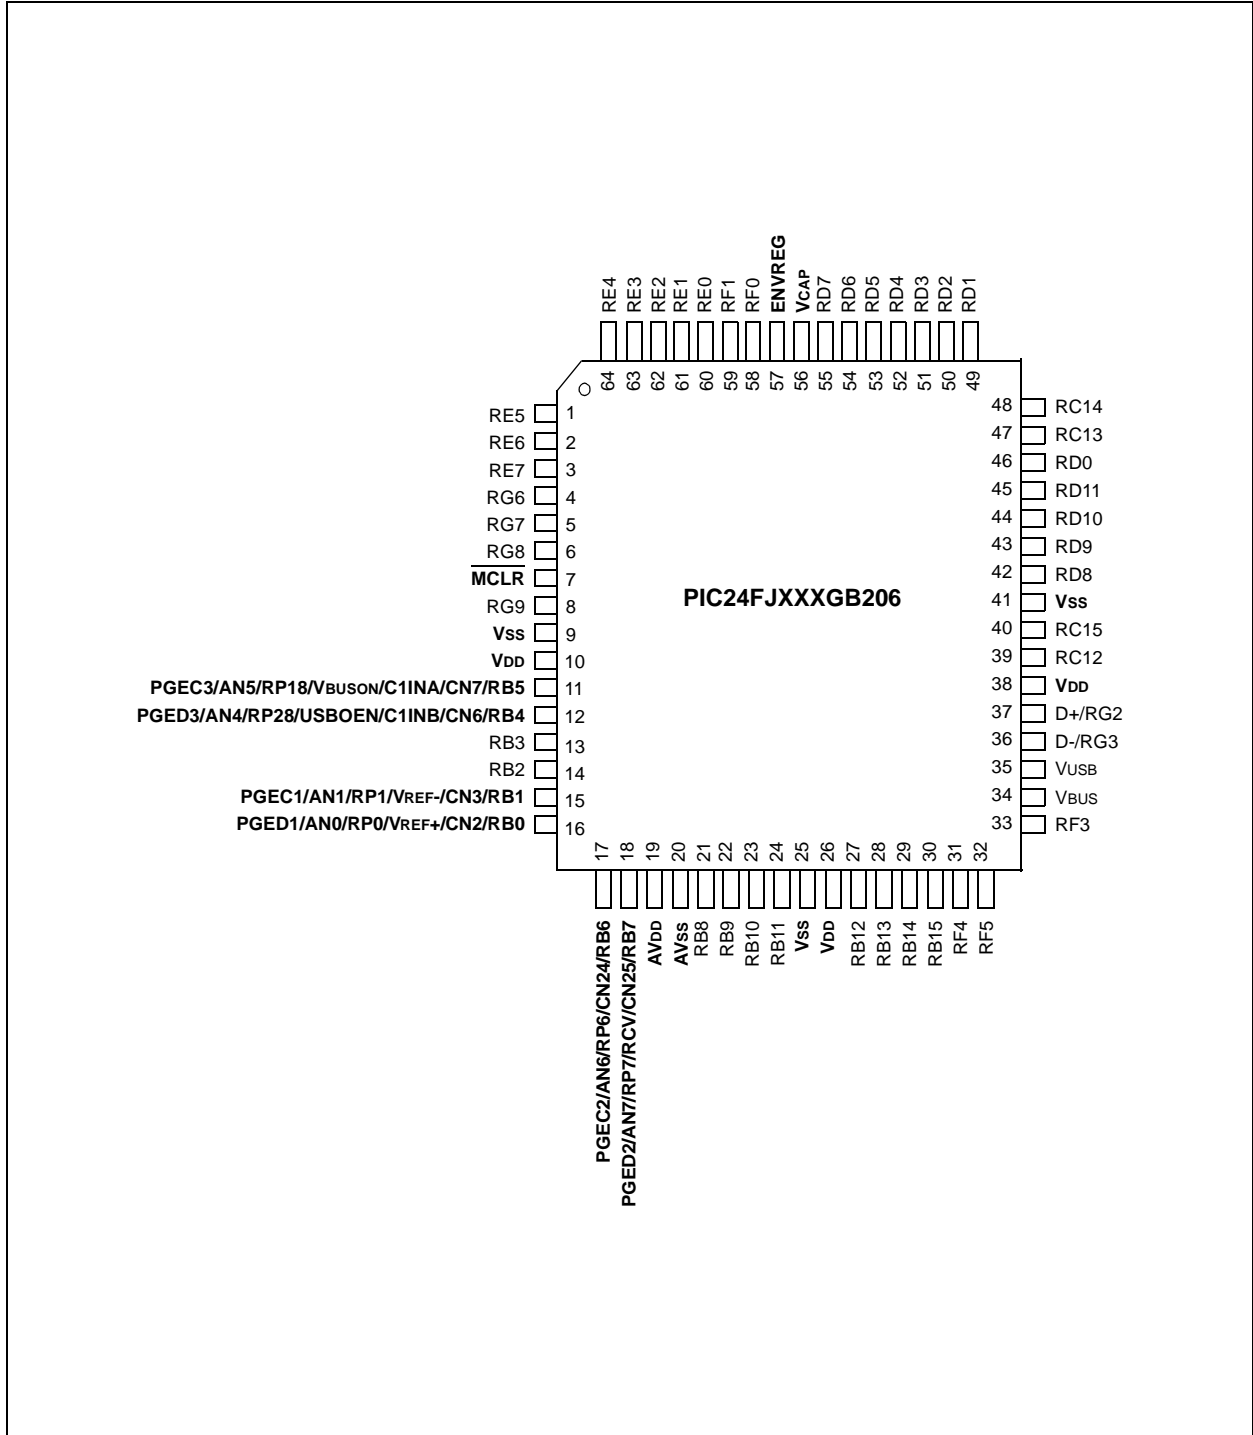 RE4
RE3
RE2
RE1
RE0
RF1
RF0
ENVREG
VCAP
RD7
RD6
RD5
RD4
RD3
RD2
RD1
64
63
62
61
60
59
58
57
56
55
54
53
52
51
50
49
RE5 1
RE6 2
RE7 3
RG6 4
RG7 5
RG8 6
MCLR 7
RG9 8
VSS 9
VDD 10
PGEC3/AN5/RP18/VBUSON/C1INA/CN7/RB5 11
PGED3/AN4/RP28/USBOEN/C1INB/CN6/RB4 12
RB3 13
RB2 14
PGEC1/AN1/RP1/VREF-/CN3/RB1 15
PGED1/AN0/RP0/VREF+/CN2/RB0 16
PIC24FJXXXGB206
48 RC14
47 RC13
46 RD0
45 RD11
44 RD10
43 RD9
42 RD8
41 VSS
40 RC15
39 RC12
38 VDD
37 D+/RG2
36 D-/RG3
35 VUSB
34 VBUS
33 RF3
17
18
19
20
21
22
23
24
25
26
27
28
29
30
31
32
PGEC2/AN6/RP6/CN24/RB6
PGED2/AN7/RP7/RCV/CN25/RB7
AVDD
AVSS
RB8
RB9
RB10
RB11
VSS
VDD
RB12
RB13
RB14
RB15
RF4
RF5